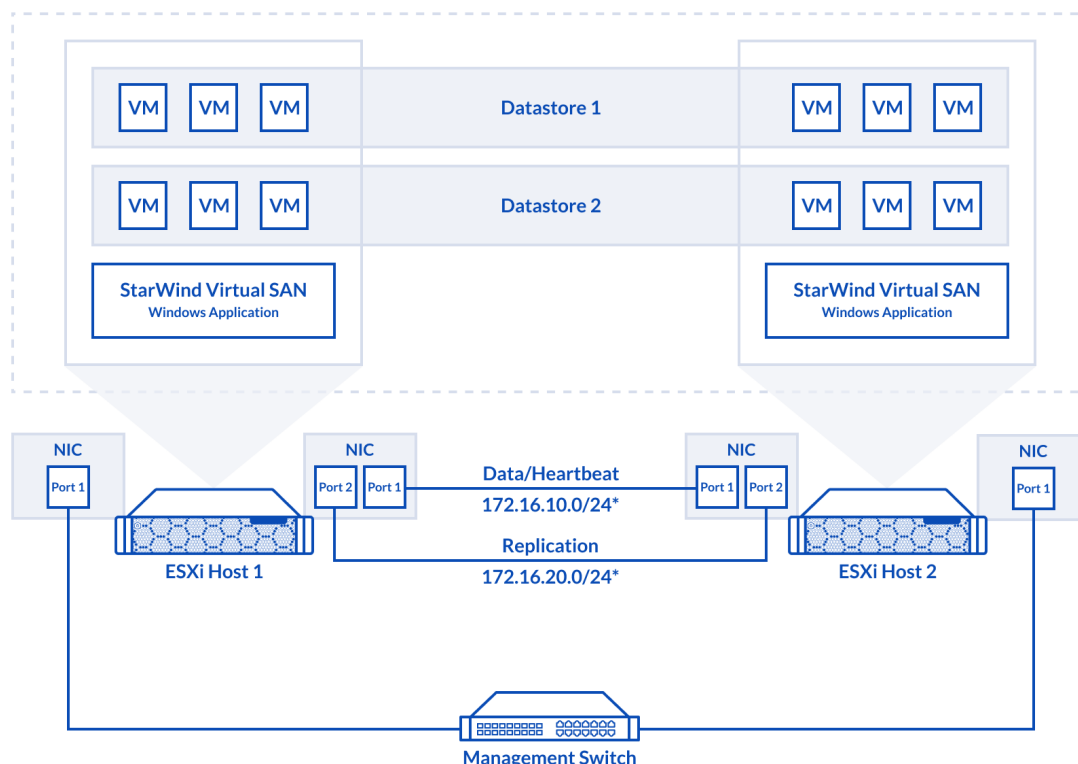 VM VM VM Datastore 1 VM VM VM
VM VM VM Datastore 2 VM VM VM
StarWind Virtual SAN
Windows Application
StarWind Virtual SAN
Windows Application
NIC
Port 1
NIC
Port 2 Port 1
Data/Heartbeat
172.16.10.0/24*
NIC
Port 1 Port 2
NIC
Port 1
Replication
172.16.20.0/24*
ESXi Host 1
ESXi Host 2
Management Switch